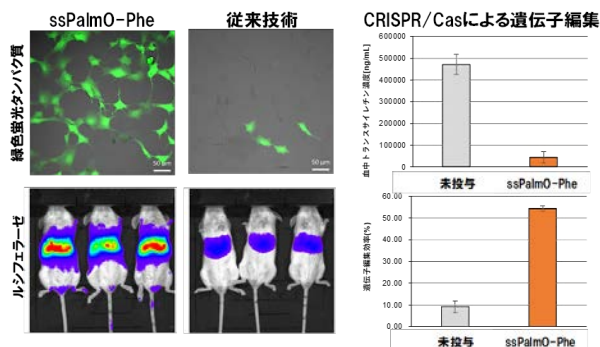 ssPalmO-Phe
従来技術
CRISPR/Casによる遺伝子編集
緑色蛍光タンパク質
50 μm
50 μm
ルシフェラーゼ
血中トランスサイレチン濃度[ng/mL]
600000
500000
400000
300000
200000
100000
0
未投与
ssPalmO-Phe
遺伝子編集効率(%)
60.00
50.00
40.00
30.00
20.00
10.00
0.00
未投与
ssPalmO-Phe